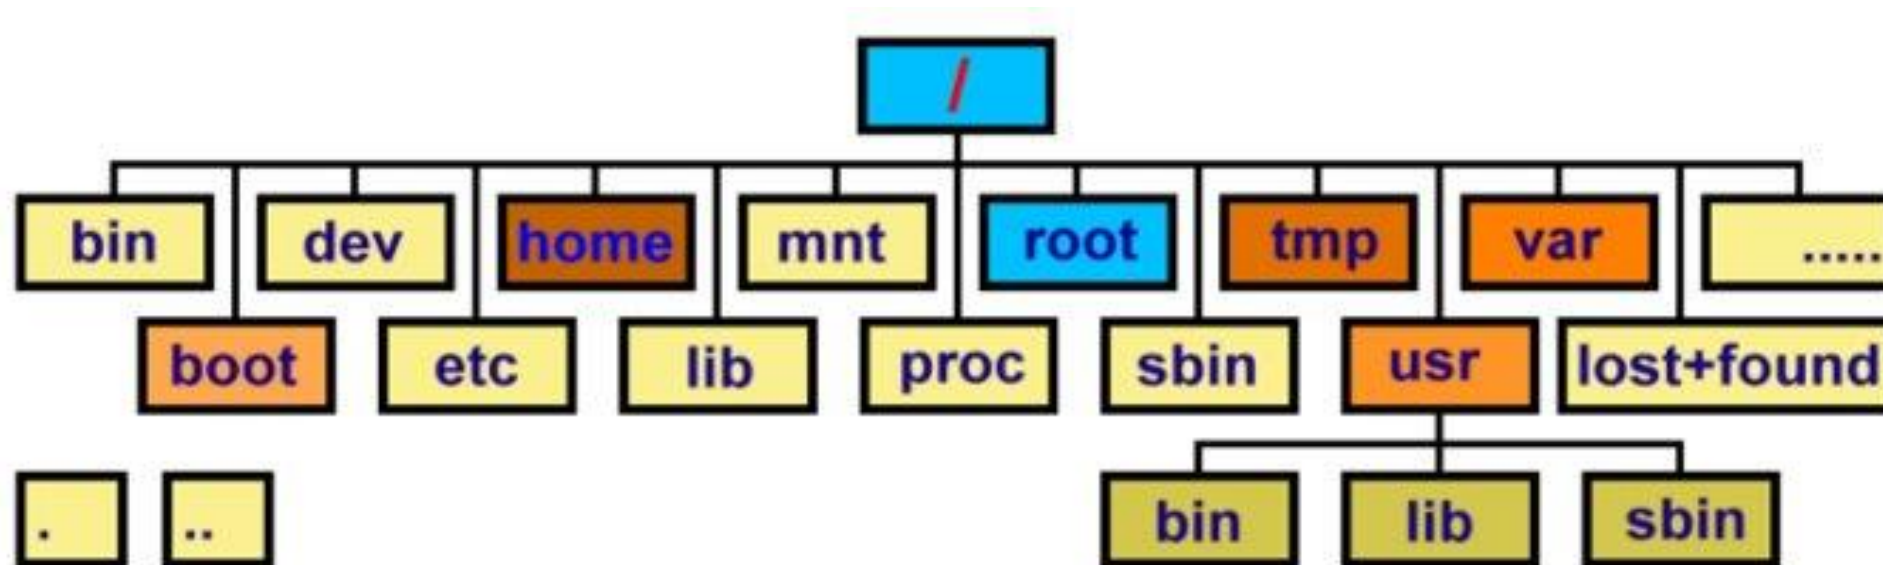 /
bin dev home mnt root tmp var .....
boot etc lib proc sbin usr lost+found
. .. bin lib sbin